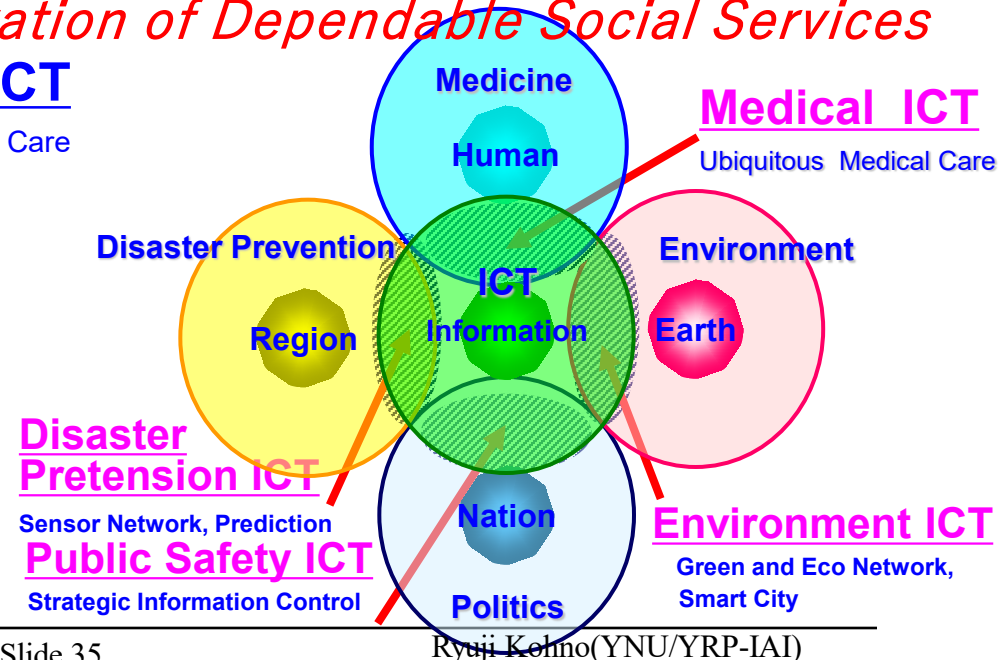 ation of Dependable Social Services
CT
Care
Medicine
Human
Medical ICT
Ubiquitous Medical Care
Disaster Prevention
Environment
ICT
Information
Region
Earth
Disaster
Pretension ICT
Sensor Network, Prediction
Public Safety ICT
Strategic Information Control
Nation
Politics
Environment ICT
Green and Eco Network,
Smart City
Slide 35
Ryuji Kohno(YNU/YRP-IAI)